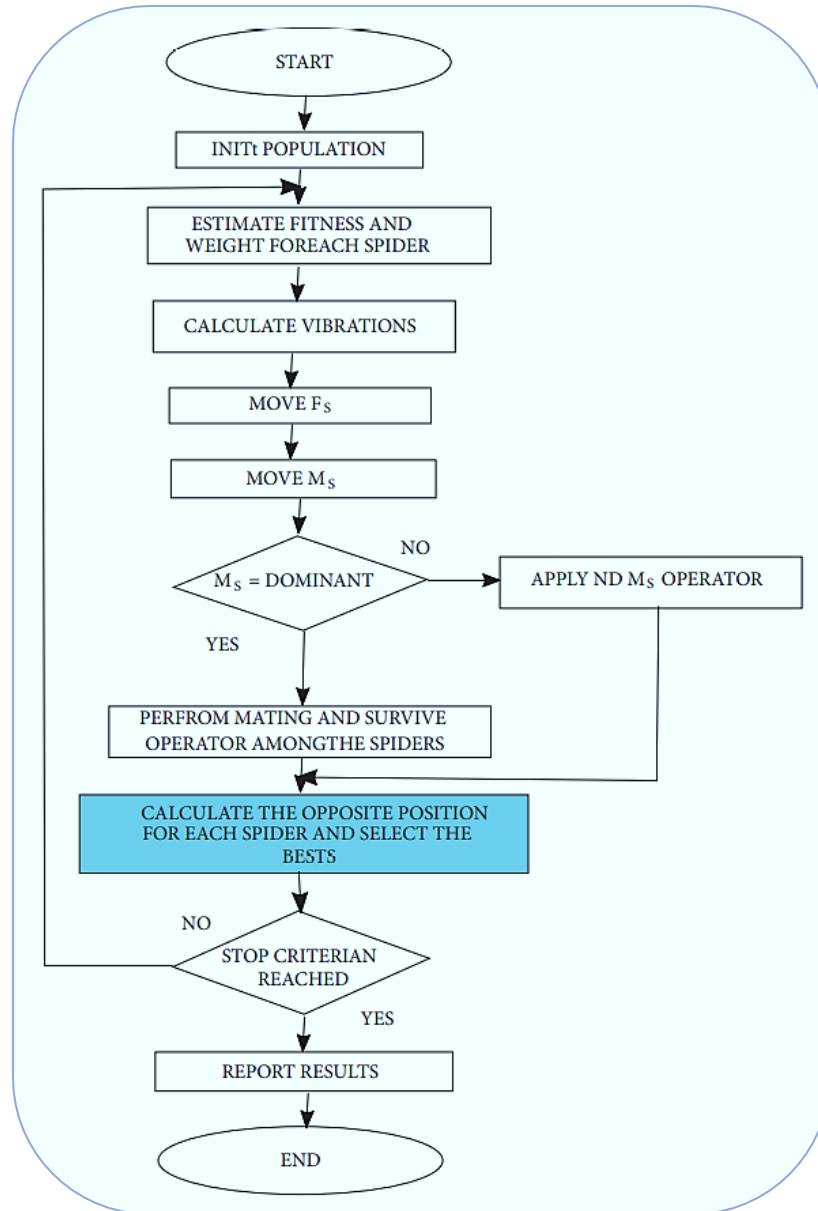 START
INITt POPULATION
ESTIMATE FITNESS AND
WEIGHT FOREACH SPIDER
CALCULATE VIBRATIONS
MOVE FS
MOVE MS
NO
MS = DOMINANT
APPLY ND MS OPERATOR
YES
PERFROM MATING AND SURVIVE
OPERATOR AMONGTHE SPIDERS
CALCULATE THE OPPOSITE POSITION
FOR EACH SPIDER AND SELECT THE
BESTS
NO
STOP CRITERIAN
REACHED
YES
REPORT RESULTS
END